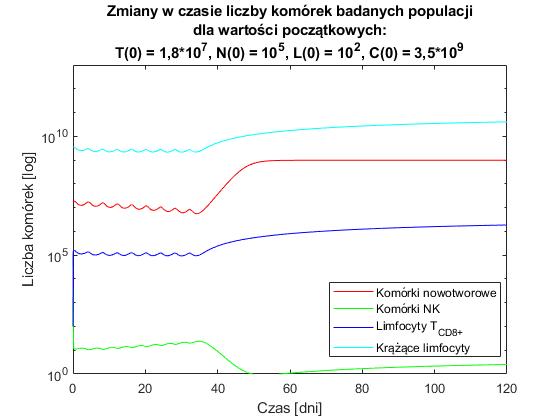 Zmiany w czasie liczby komórek badanych populacji
dla wartości początkowych:
T(0) = 1,8*10^7, N(0) = 10^5, L(0) = 10^2, C(0) = 3,5*10^9
Liczba komórek [log]
10^10
10^5
10^0
Komórki nowotworowe
Komórki NK
Limfocyty T_CD8+
Krążące limfocyty
0
20
40
60
80
100
120
Czas [dni]